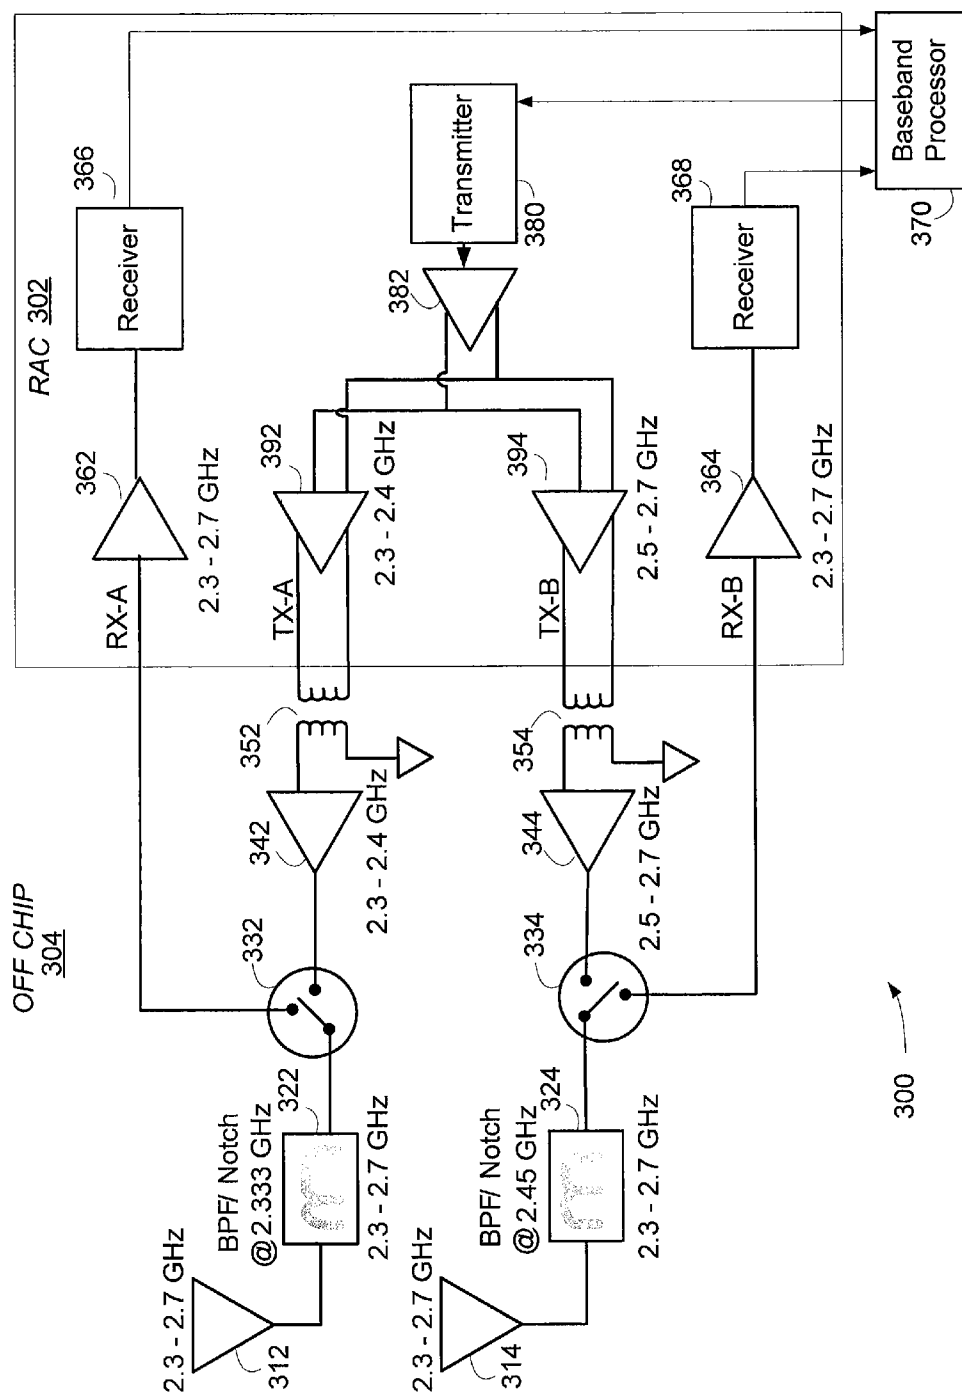 OFF CHIP
304
RAC 302
2.3 - 2.7 GHz
312
BPF/ Notch
@2.333 GHz
322
2.3 - 2.7 GHz
332
342
2.3 - 2.4 GHz
352
RX-A
362
2.3 - 2.7 GHz
Receiver
366
TX-A
392
2.3 - 2.4 GHz
382
Transmitter
380
2.3 - 2.7 GHz
314
BPF/ Notch
@2.45 GHz
324
2.3 - 2.7 GHz
334
344
2.5 - 2.7 GHz
354
TX-B
394
2.5 - 2.7 GHz
RX-B
364
2.3 - 2.7 GHz
Receiver
368
Baseband
Processor
370
300